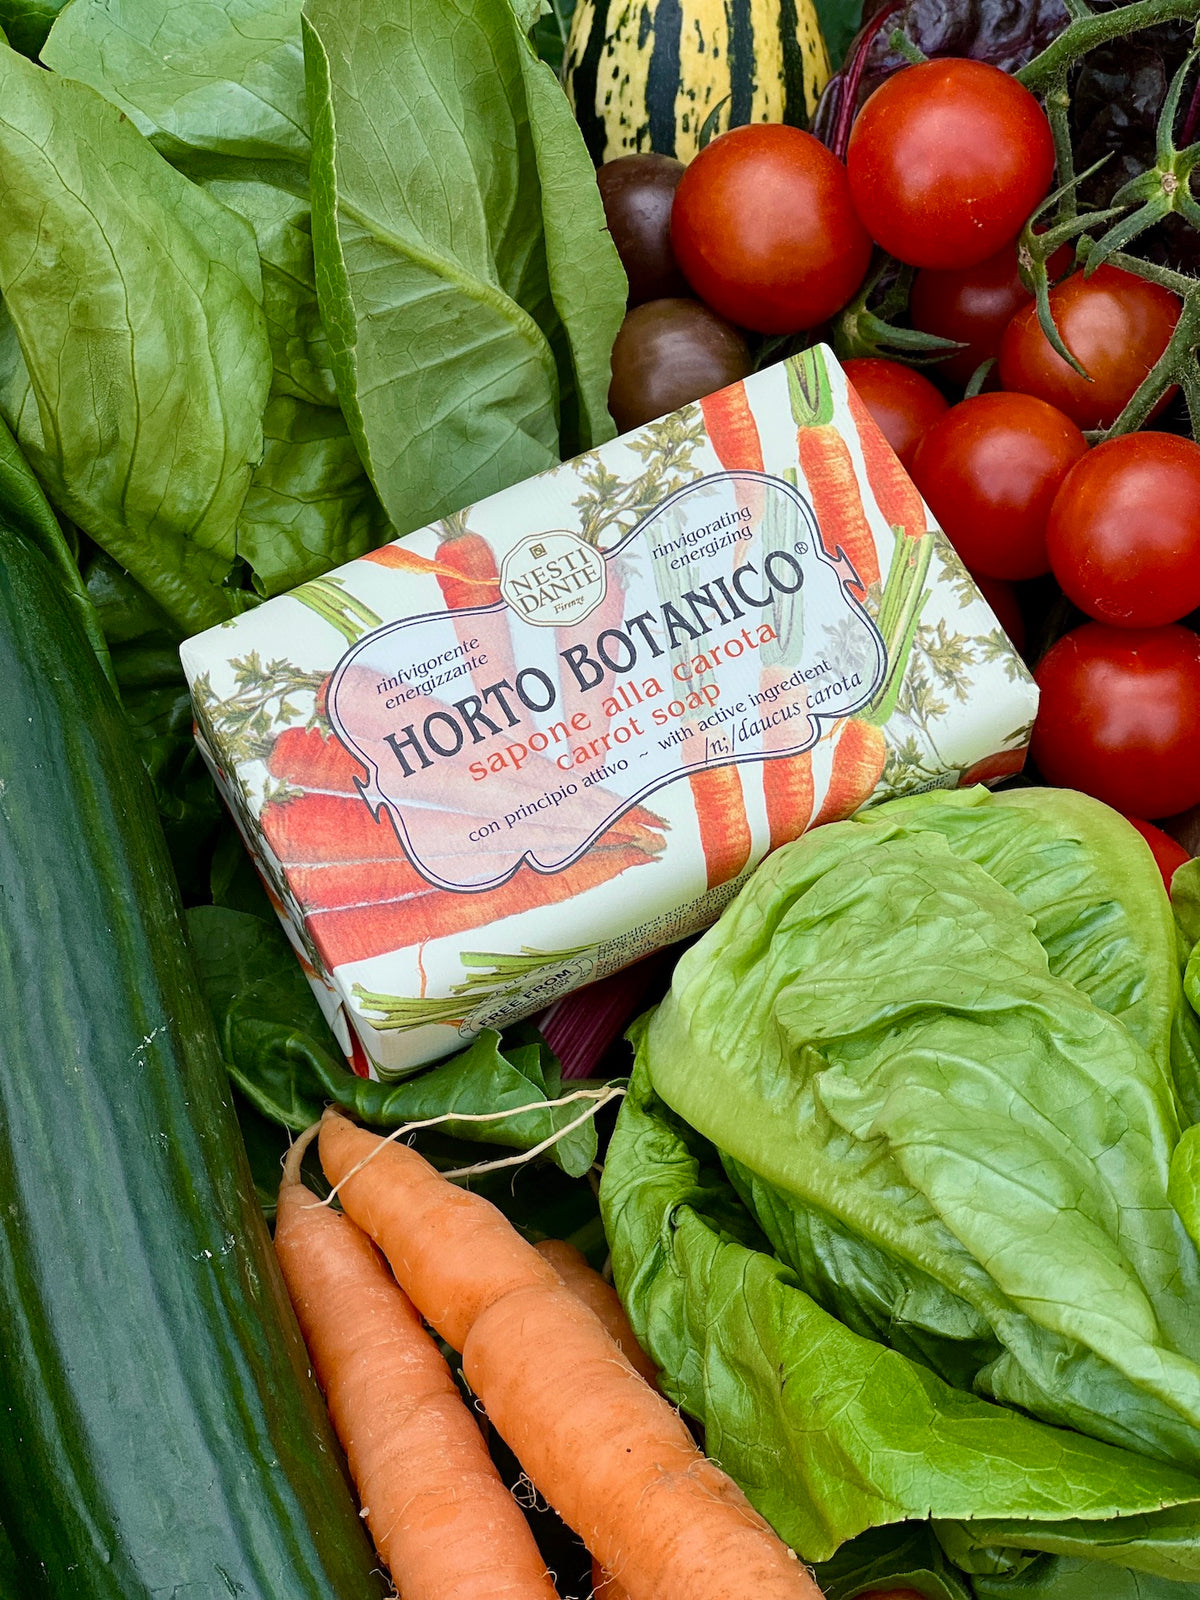 NESTI
DANTE
Firenze
rinvigorating
energizing
rinfvigorente
energizzante
HORTO BOTANICO®
sapone alla carota
carrot soap
con principio attivo ~ with active ingredient
/n;/daucus carota
FREE FROM